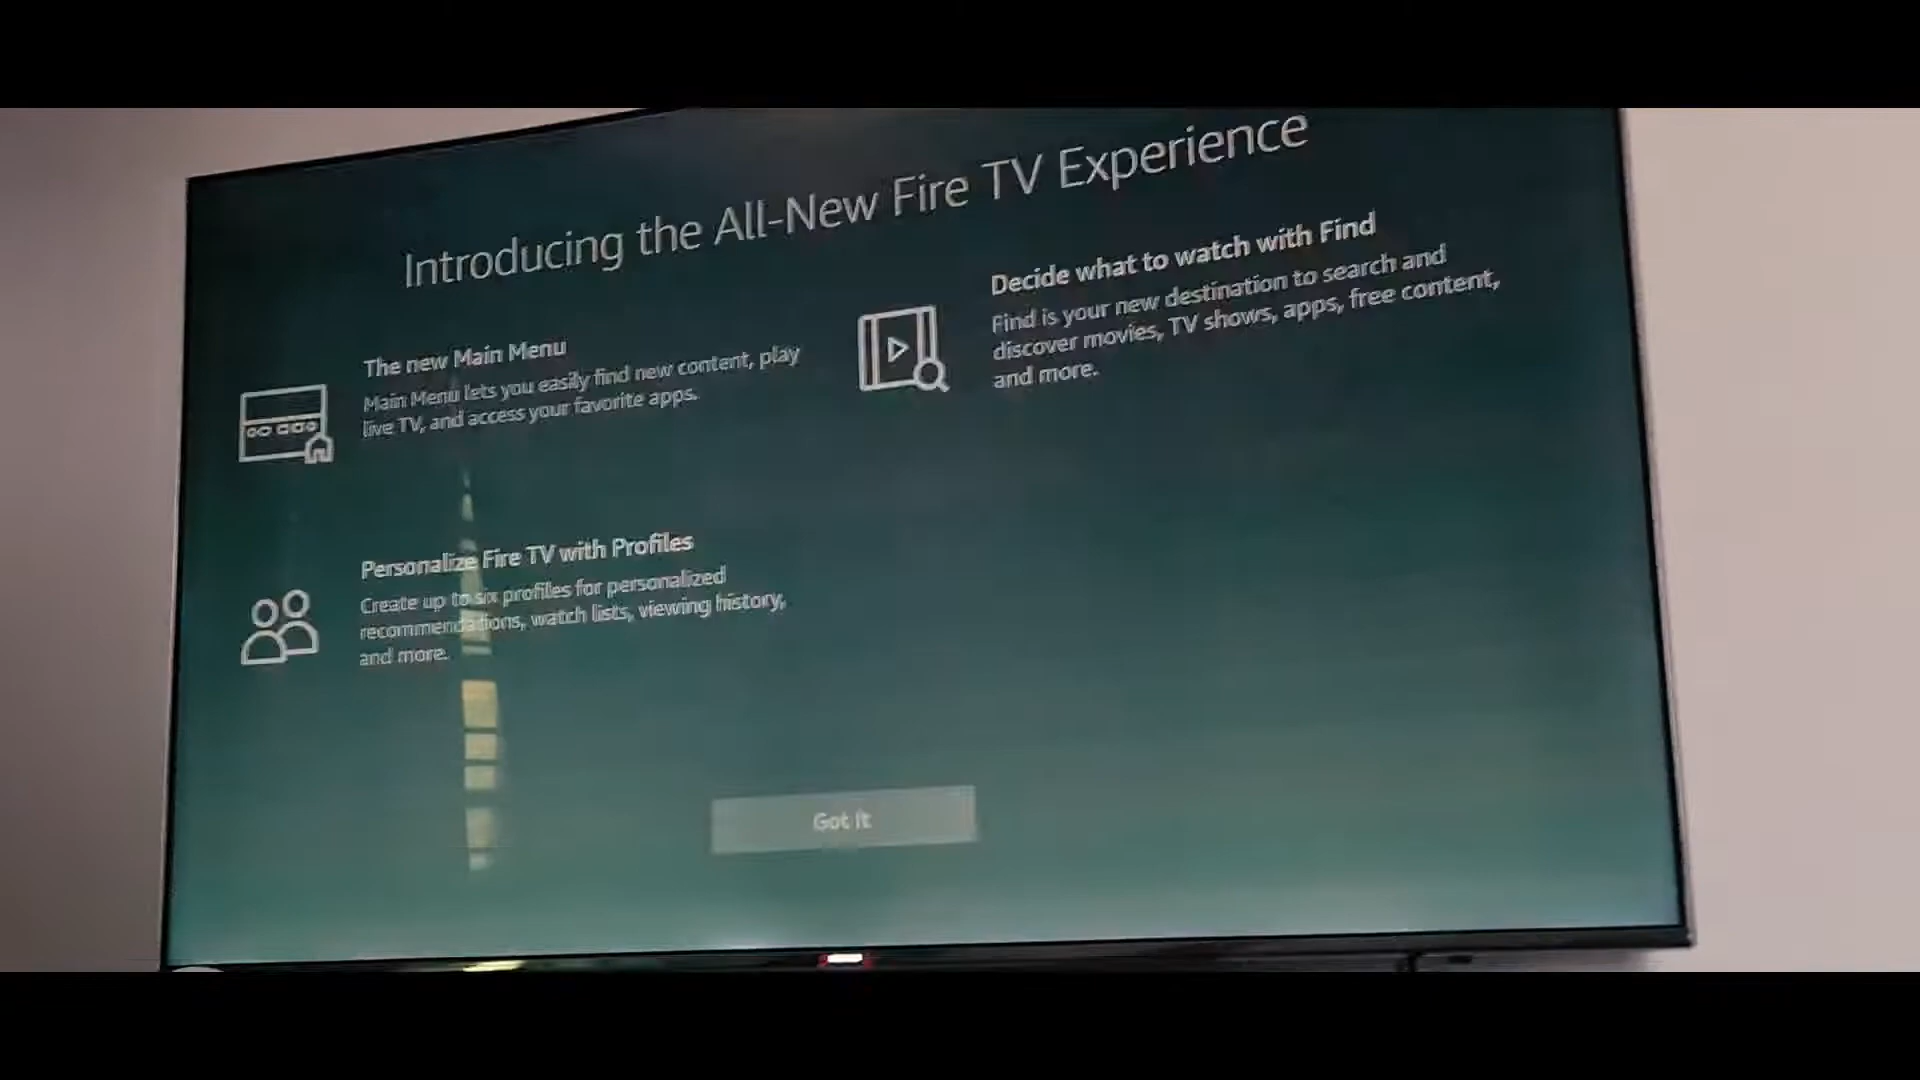 Introducing the All-New Fire TV Experience
The new Main Menu
Main Menu lets you easily find new content, play
live TV, and access your favorite apps.
Decide what to watch with Find
Find is your new destination to search and
discover movies, TV shows, apps, free content,
and more.
Personalize Fire TV with Profiles
Create up to six profiles for personalized
recommendations, watch lists, viewing history,
and more.
Got it